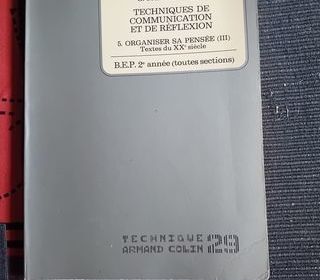 TECHNIQUES DE
COMMUNICATION
ET DE RÉFLEXION
5. ORGANISER SA PENSÉE (III)
Textes du XXe siècle
B.E.P. 2e année (toutes sections)
TECHNIQUE
ARMAND COLIN 29